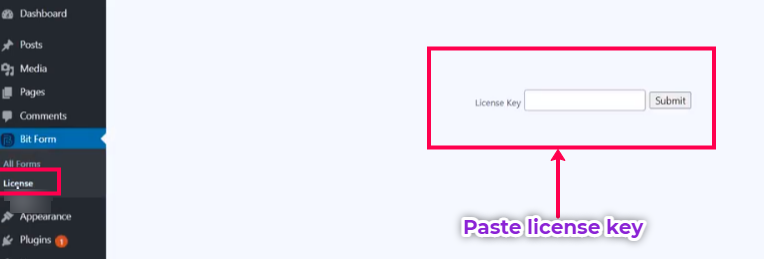 Dashboard
Posts
Media
Pages
Comments
Bit Form
All Forms
License
Appearance
Plugins 1
License Key
Submit
Paste license key